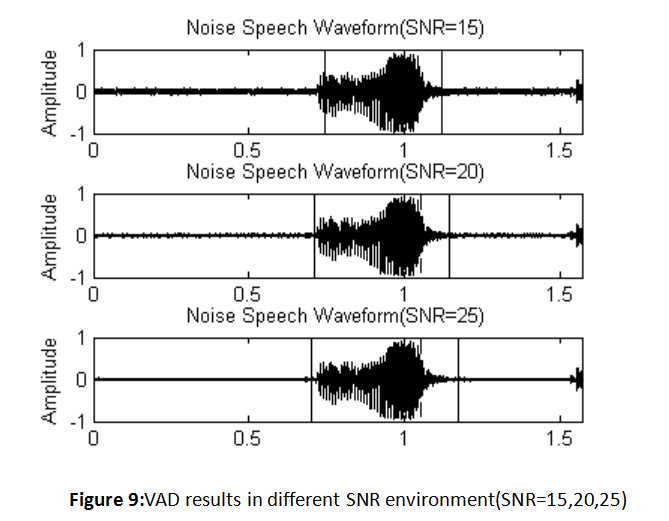 Noise Speech Waveform(SNR=15)
1
0
-1
Amplitude
0 0.5 1 1.5
Noise Speech Waveform(SNR=20)
1
0
-1
Amplitude
0 0.5 1 1.5
Noise Speech Waveform(SNR=25)
1
0
-1
Amplitude
0 0.5 1 1.5
Figure 9:VAD results in different SNR environment(SNR=15,20,25)